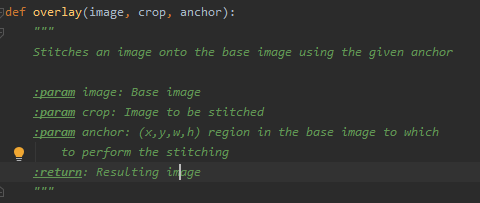 def overlay(image, crop, anchor):
"""
Stitches an image onto the base image using the given anchor
:param image: Base image
:param crop: Image to be stitched
:param anchor: (x,y,w,h) region in the base image to which
to perform the stitching
:return: Resulting image
"""